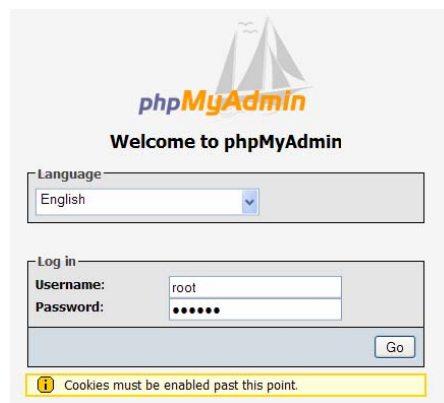 phpMyAdmin
Welcome to phpMyAdmin
Language
English
Log in
Username:
root
Password:
••••••
Go
Cookies must be enabled past this point.